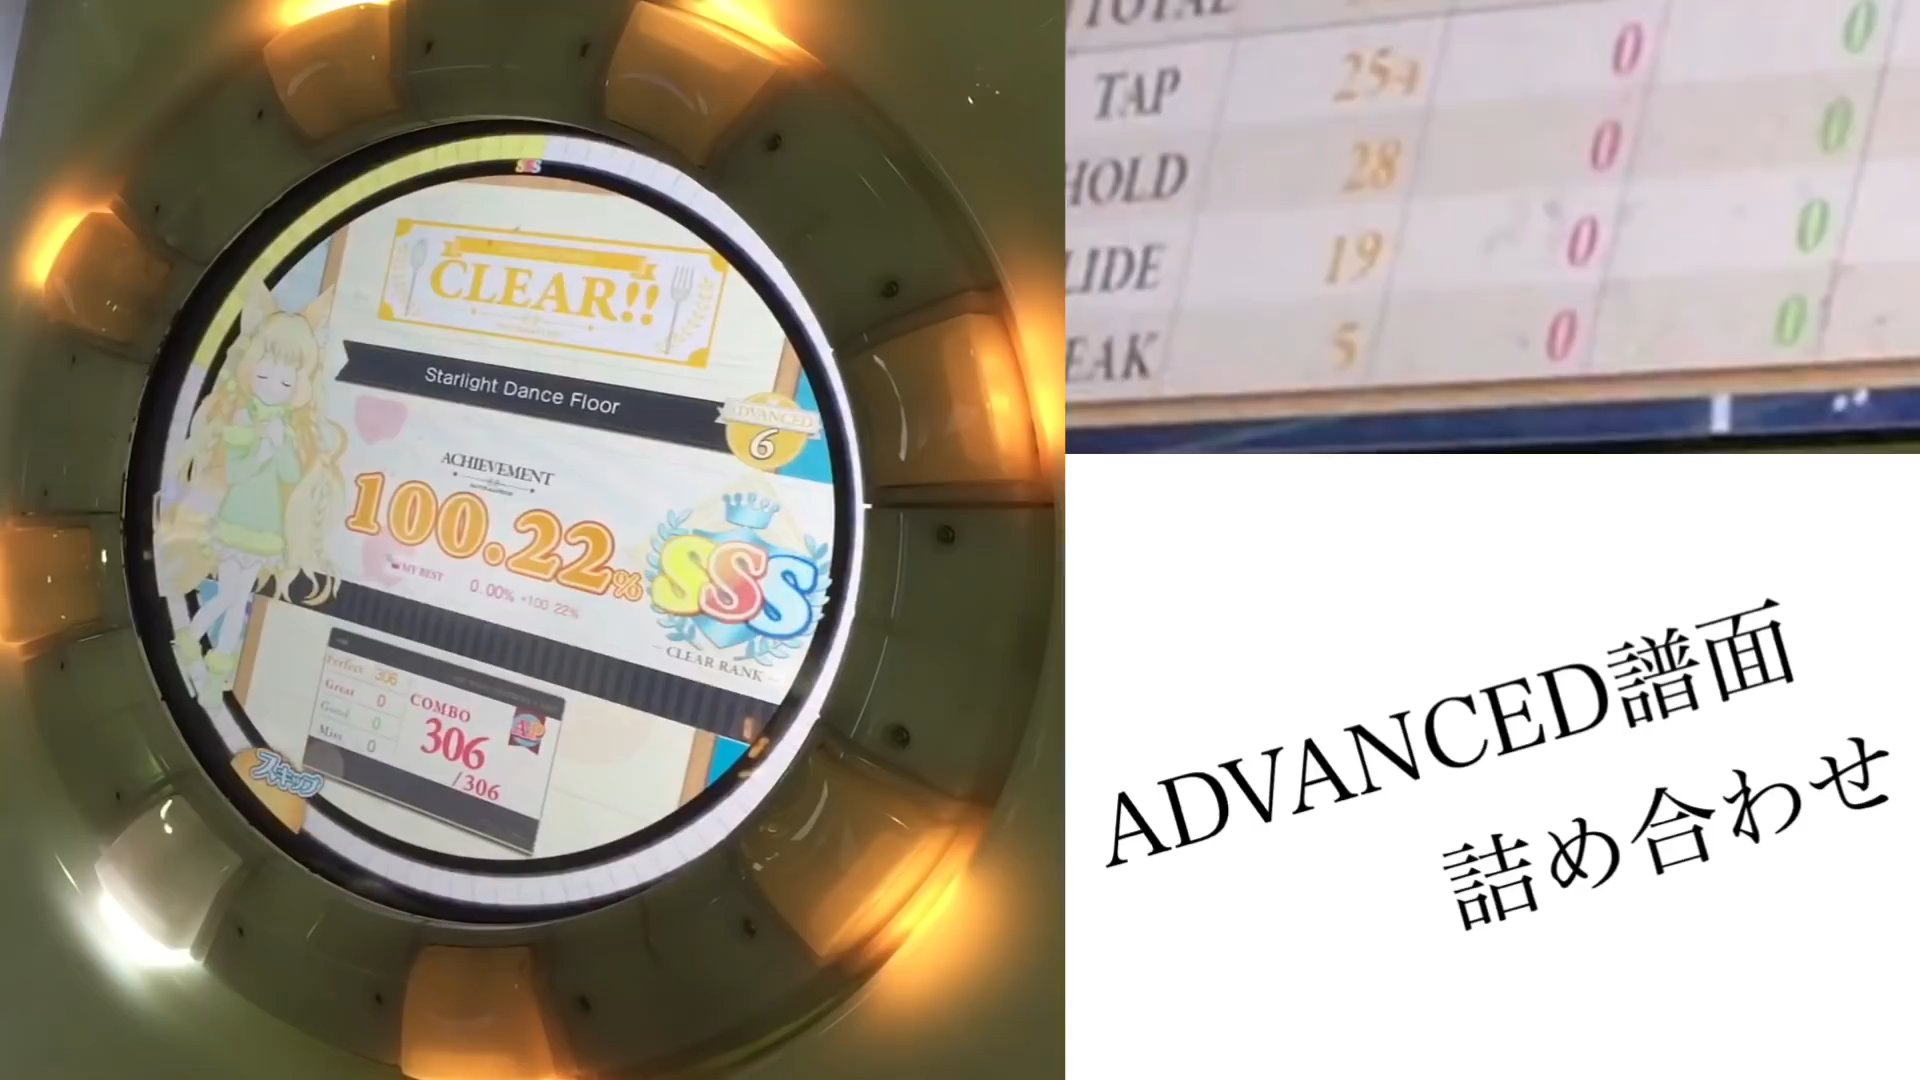 SSS
CLEAR!!
Starlight Dance Floor
ADVANCED
6
ACHIEVEMENT
100.22%
MY BEST 0.00% +100.22%
SSS
CLEAR RANK
Perfect 306
Great 0
Good 0
Miss 0
COMBO
306
/306
AP
スキップ
TOTAL
TAP 254 0 0
HOLD 28 0 0
LIDE 19 0 0
EAK 5 0 0
ADVANCED譜面
詰め合わせ